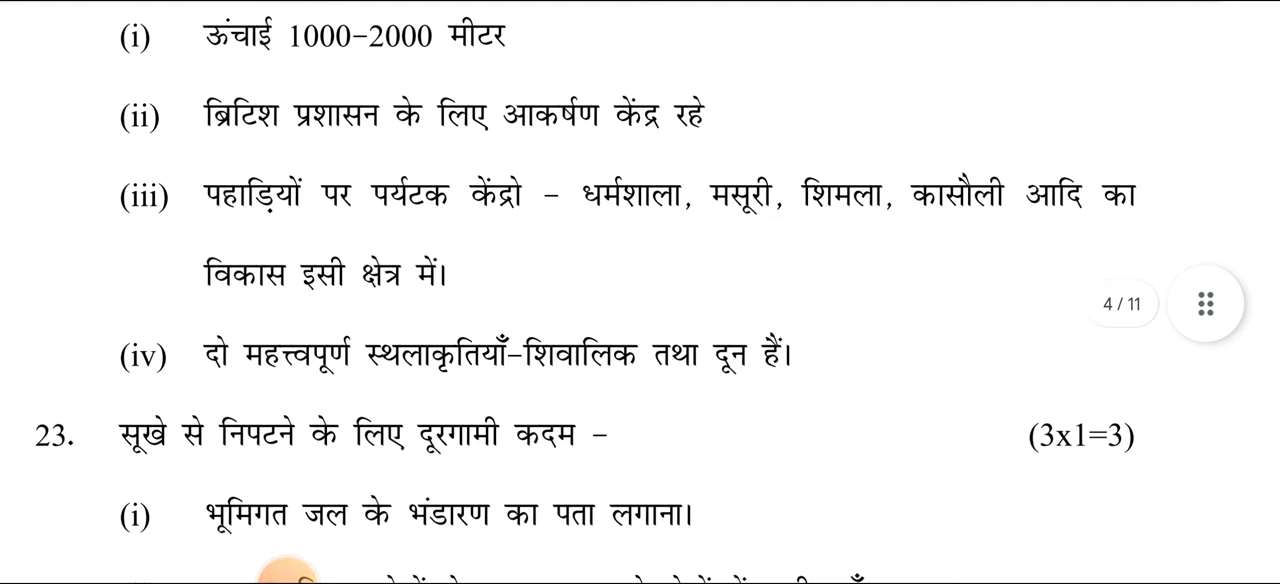 (i) ऊंचाई 1000-2000 मीटर
(ii) ब्रिटिश प्रशासन के लिए आकर्षण केंद्र रहे
(iii) पहाड़ियों पर पर्यटक केंद्रो - धर्मशाला, मसूरी, शिमला, कासौली आदि का
विकास इसी क्षेत्र में।
4 / 11
(iv) दो महत्त्वपूर्ण स्थलाकृतियाँ-शिवालिक तथा दून हैं।
23. सूखे से निपटने के लिए दूरगामी कदम - (3x1=3)
(i) भूमिगत जल के भंडारण का पता लगाना।